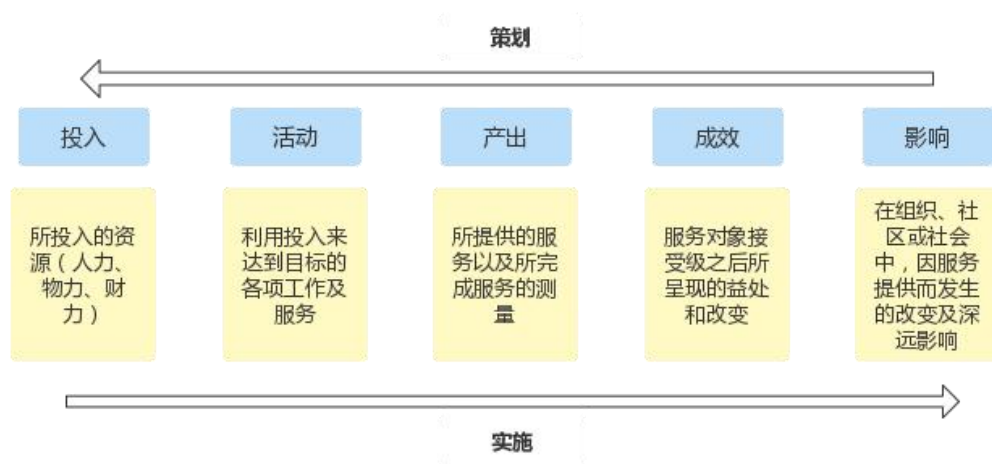 策划
投入
活动
产出
成效
影响
所投入的资
源（人力、
物力、财
力）
利用投入来
达到目标的
各项工作及
服务
所提供的服
务以及所完
成服务的测
量
服务对象接
受级之后所
呈现的益处
和改变
在组织、社
区或社会
中，因服务
提供而发生
的改变及深
远影响
实施